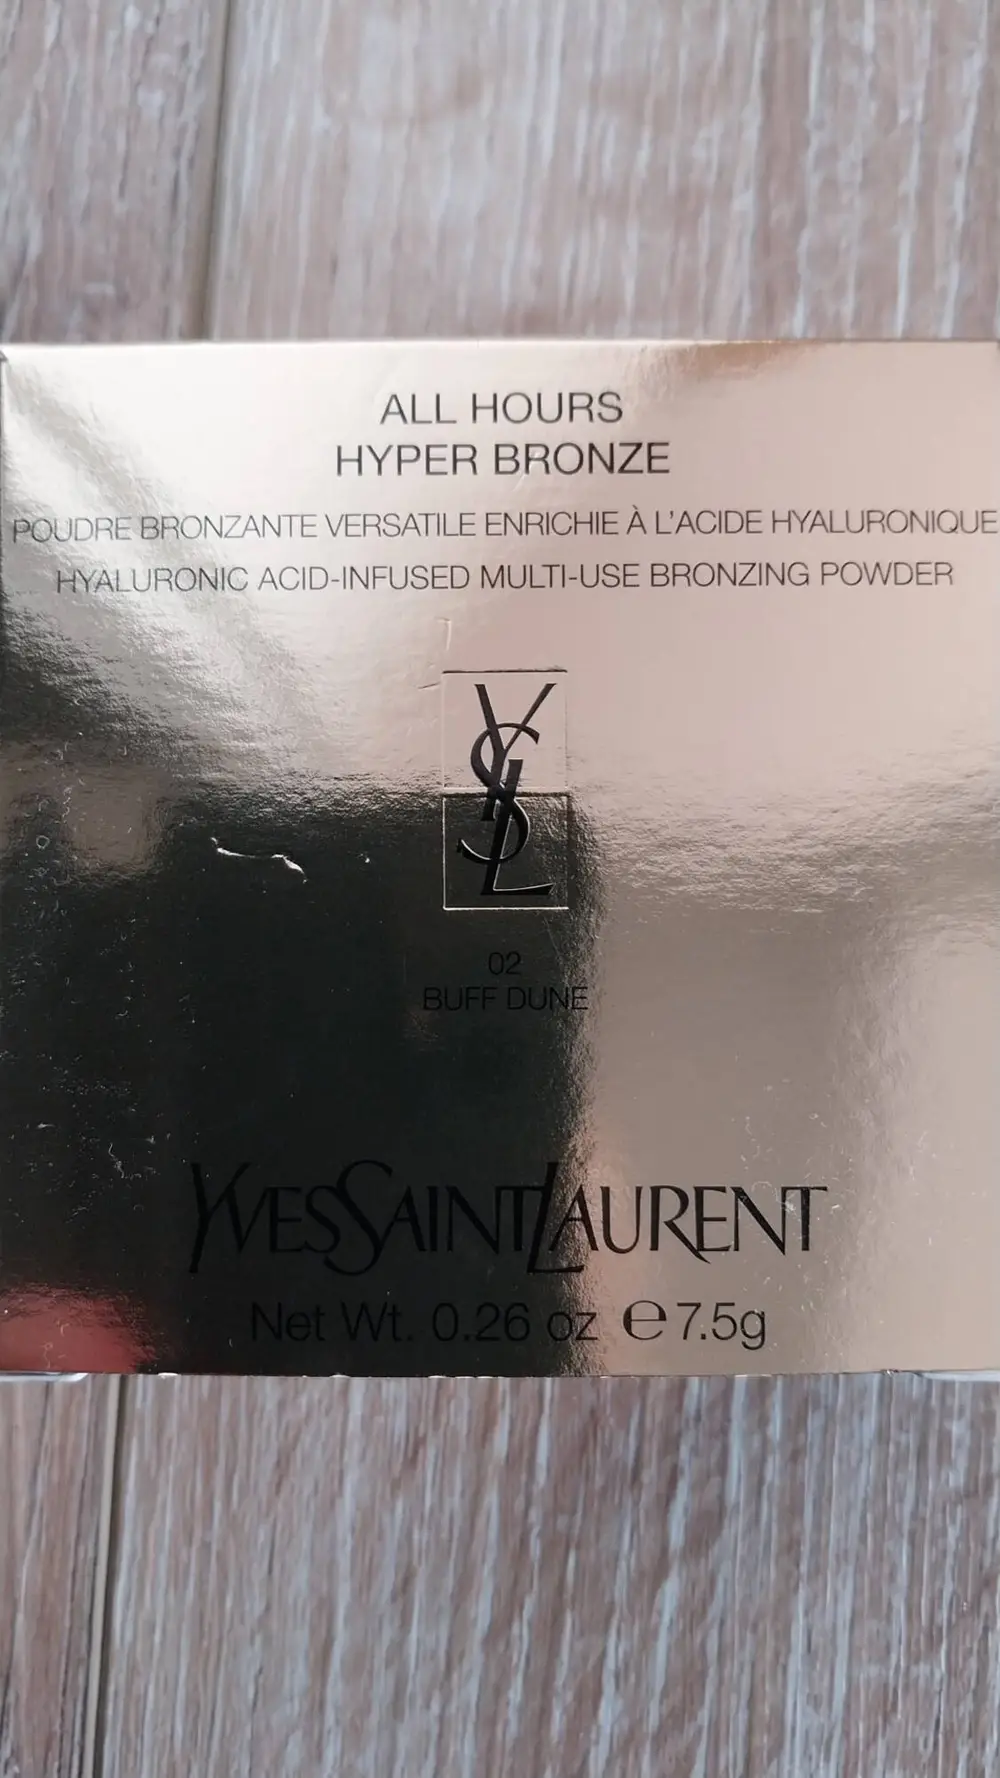 ALL HOURS
HYPER BRONZE
POUDRE BRONZANTE VERSATILE ENRICHIE À L'ACIDE HYALURONIQUE
HYALURONIC ACID-INFUSED MULTI-USE BRONZING POWDER
YSL
02
BUFF DUNE
YVESSAINTLAURENT
Net Wt. 0.26 oz ℮ 7.5g